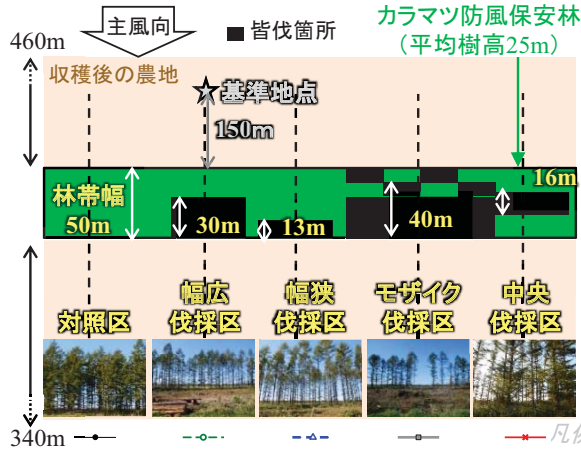 主風向
皆伐箇所
カラマツ防風保安林
(平均樹高25m)
460m
収穫後の農地
基準地点
150m
林帯幅
50m
30m
13m
40m
16m
対照区
幅広
伐採区
幅狭
伐採区
モザイク
伐採区
中央
伐採区
340m
凡例